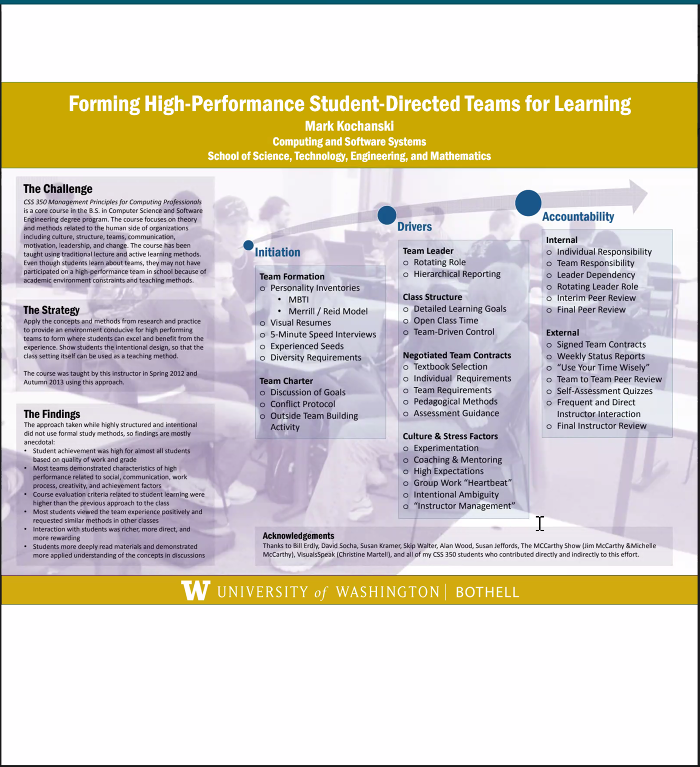 Forming High-Performance Student-Directed Teams for Learning
Mark Kochanski
Computing and Software Systems
School of Science, Technology, Engineering, and Mathematics
The Challenge
CSS 350 Management Principles for Computing Professionals
is a core course in the B.S. in Computer Science and Software
Engineering degree program. The course focuses on theory
and methods related to the human side of organizations
including culture, structure, teams, communication,
motivation, leadership, and change. The course has been
taught using traditional lecture and active learning methods.
Even though students learn about teams, they may not have
participated on a high-performance team in school because of
academic environment constraints and teaching methods.
The Strategy
Apply the concepts and methods from research and practice
to provide an environment conducive for high performing
teams to form where students can excel and benefit from the
experience. Show students the intentional design, so that the
class setting itself can be used as a teaching method.
The course was taught by this instructor in Spring 2012 and
Autumn 2013 using this approach.
The Findings
The approach taken while highly structured and intentional
did not use formal study methods, so findings are mostly
anecdotal:
• Student achievement was high for almost all students
based on quality of work and grade
• Most teams demonstrated characteristics of high
performance related to social, communication, work
process, creativity, and achievement factors
• Course evaluation criteria related to student learning were
higher than the previous approach to the class
• Most students viewed the team experience positively and
requested similar methods in other classes
• Interaction with students was richer, more direct, and
more rewarding
• Students more deeply read materials and demonstrated
more applied understanding of the concepts in discussions
Initiation
Team Formation
o Personality Inventories
• MBTI
• Merrill / Reid Model
o Visual Resumes
o 5-Minute Speed Interviews
o Experienced Seeds
o Diversity Requirements
Team Charter
o Discussion of Goals
o Conflict Protocol
o Outside Team Building
Activity
Drivers
Team Leader
o Rotating Role
o Hierarchical Reporting
Class Structure
o Detailed Learning Goals
o Open Class Time
o Team-Driven Control
Negotiated Team Contracts
o Textbook Selection
o Individual Requirements
o Team Requirements
o Pedagogical Methods
o Assessment Guidance
Culture & Stress Factors
o Experimentation
o Coaching & Mentoring
o High Expectations
o Group Work “Heartbeat”
o Intentional Ambiguity
o “Instructor Management”
Accountability
Internal
o Individual Responsibility
o Team Responsibility
o Leader Dependency
o Rotating Leader Role
o Interim Peer Review
o Final Peer Review
External
o Signed Team Contracts
o Weekly Status Reports
o “Use Your Time Wisely”
o Team to Team Peer Review
o Self-Assessment Quizzes
o Frequent and Direct
Instructor Interaction
o Final Instructor Review
Acknowledgements
Thanks to Bill Erdly, David Socha, Susan Kramer, Skip Walter, Alan Wood, Susan Jeffords, The MCCarthy Show (Jim McCarthy &Michelle
McCarthy), VisualsSpeak (Christine Martell), and all of my CSS 350 students who contributed directly and indirectly to this effort.
W UNIVERSITY of WASHINGTON | BOTHELL